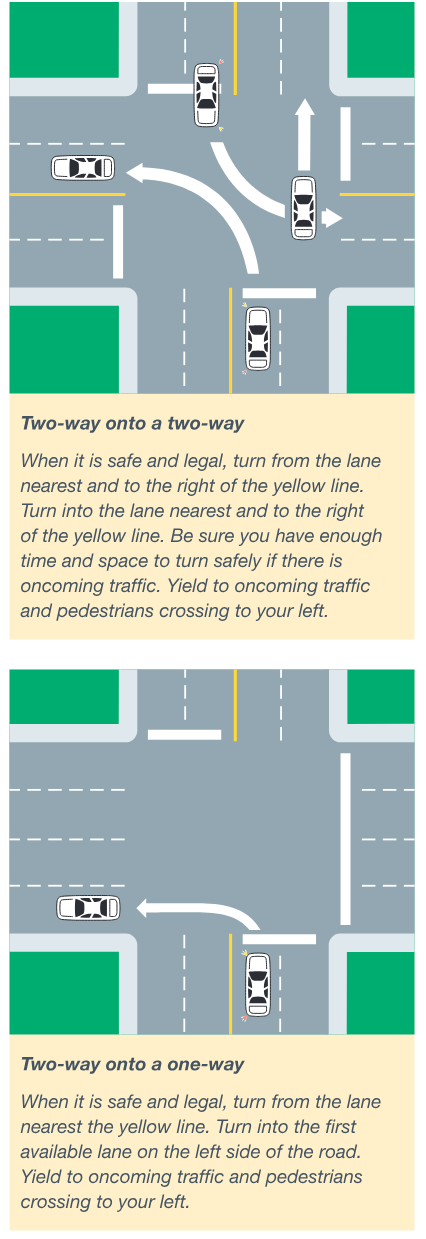 Two-way onto a two-way
When it is safe and legal, turn from the lane
nearest and to the right of the yellow line.
Turn into the lane nearest and to the right
of the yellow line. Be sure you have enough
time and space to turn safely if there is
oncoming traffic. Yield to oncoming traffic
and pedestrians crossing to your left.
Two-way onto a one-way
When it is safe and legal, turn from the lane
nearest the yellow line. Turn into the first
available lane on the left side of the road.
Yield to oncoming traffic and pedestrians
crossing to your left.